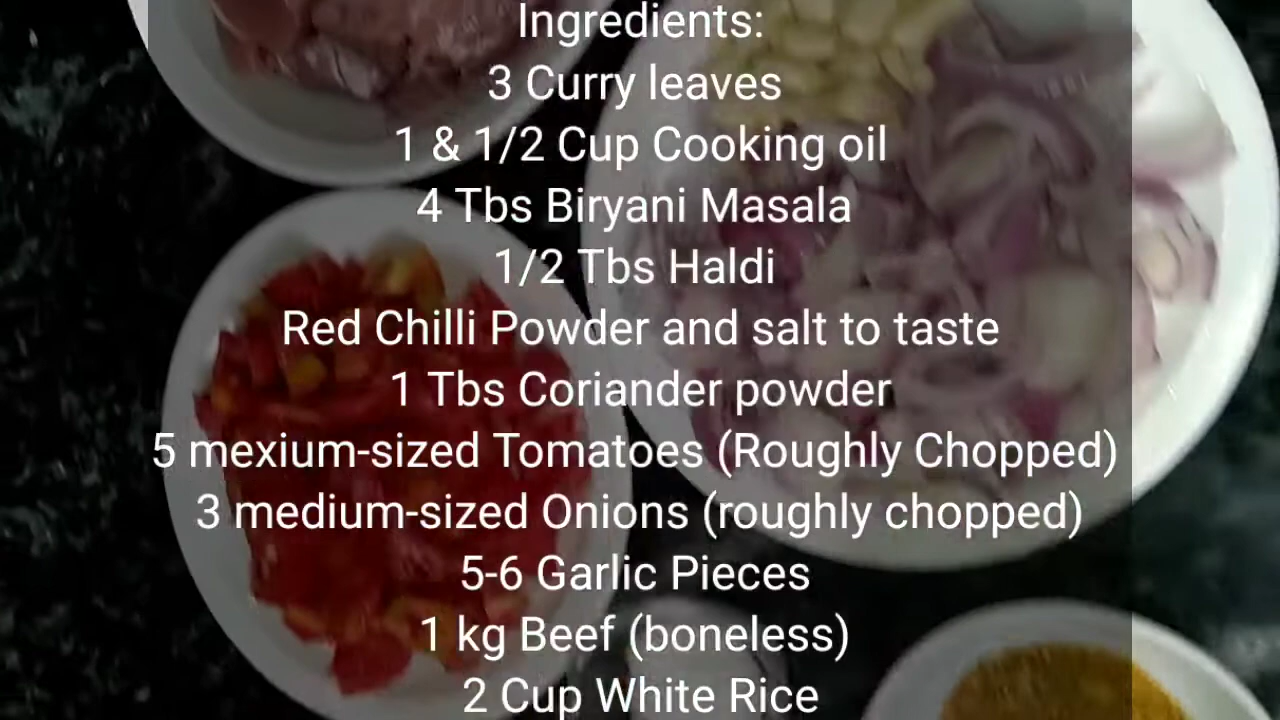 Ingredients:
3 Curry leaves
1 & 1/2 Cup Cooking oil
4 Tbs Biryani Masala
1/2 Tbs Haldi
Red Chilli Powder and salt to taste
1 Tbs Coriander powder
5 mexium-sized Tomatoes (Roughly Chopped)
3 medium-sized Onions (roughly chopped)
5-6 Garlic Pieces
1 kg Beef (boneless)
2 Cup White Rice